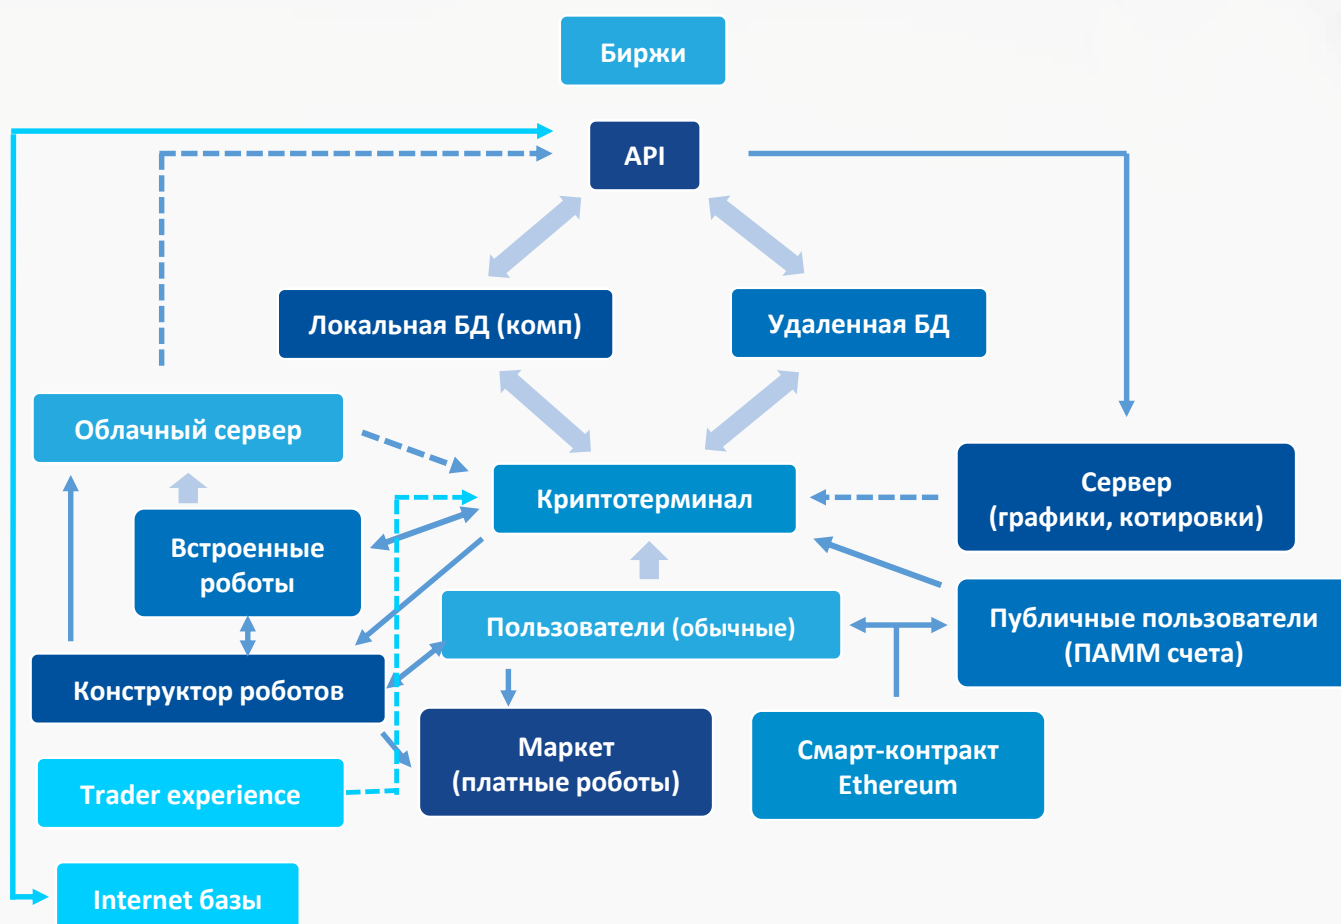 Биржи
API
Локальная БД (комп)
Удаленная БД
Облачный сервер
Криптотерминал
Сервер
(графики, котировки)
Встроенные
роботы
Пользователи (обычные)
Публичные пользователи
(ПАММ счета)
Конструктор роботов
Маркет
(платные роботы)
Смарт-контракт
Ethereum
Trader experience
Internet базы